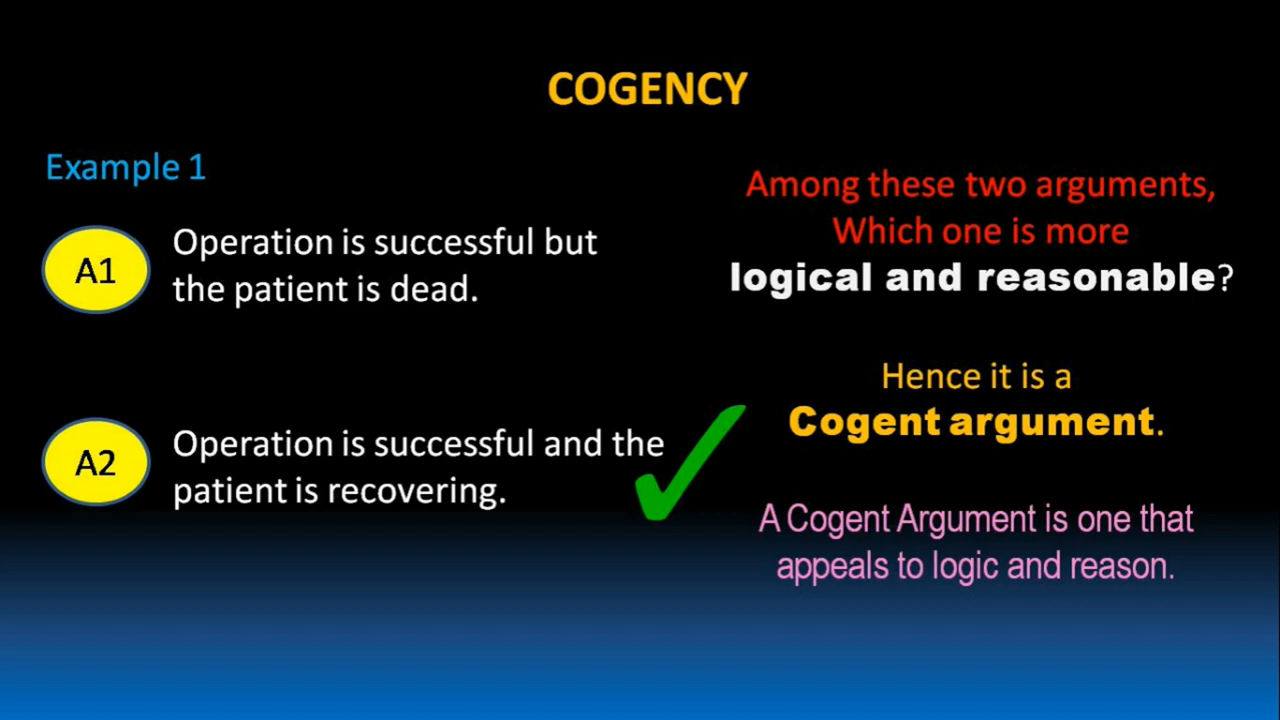 COGENCY
Example 1
A1
Operation is successful but
the patient is dead.
A2
Operation is successful and the
patient is recovering.
Among these two arguments,
Which one is more
logical and reasonable?
Hence it is a
Cogent argument.
A Cogent Argument is one that
appeals to logic and reason.